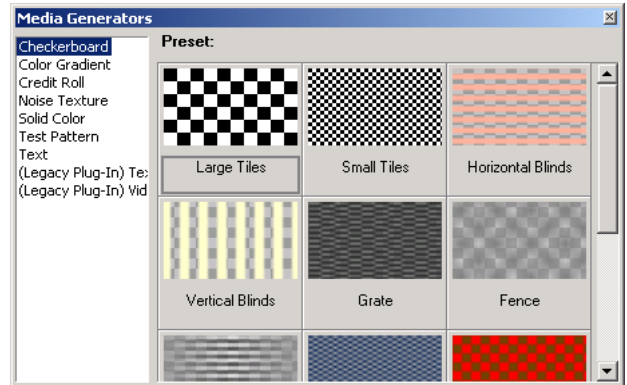 Media Generators
Checkerboard
Color Gradient
Credit Roll
Noise Texture
Solid Color
Test Pattern
Text
(Legacy Plug-In) Te
(Legacy Plug-In) Vid
Preset:
Large Tiles
Small Tiles
Horizontal Blinds
Vertical Blinds
Grate
Fence